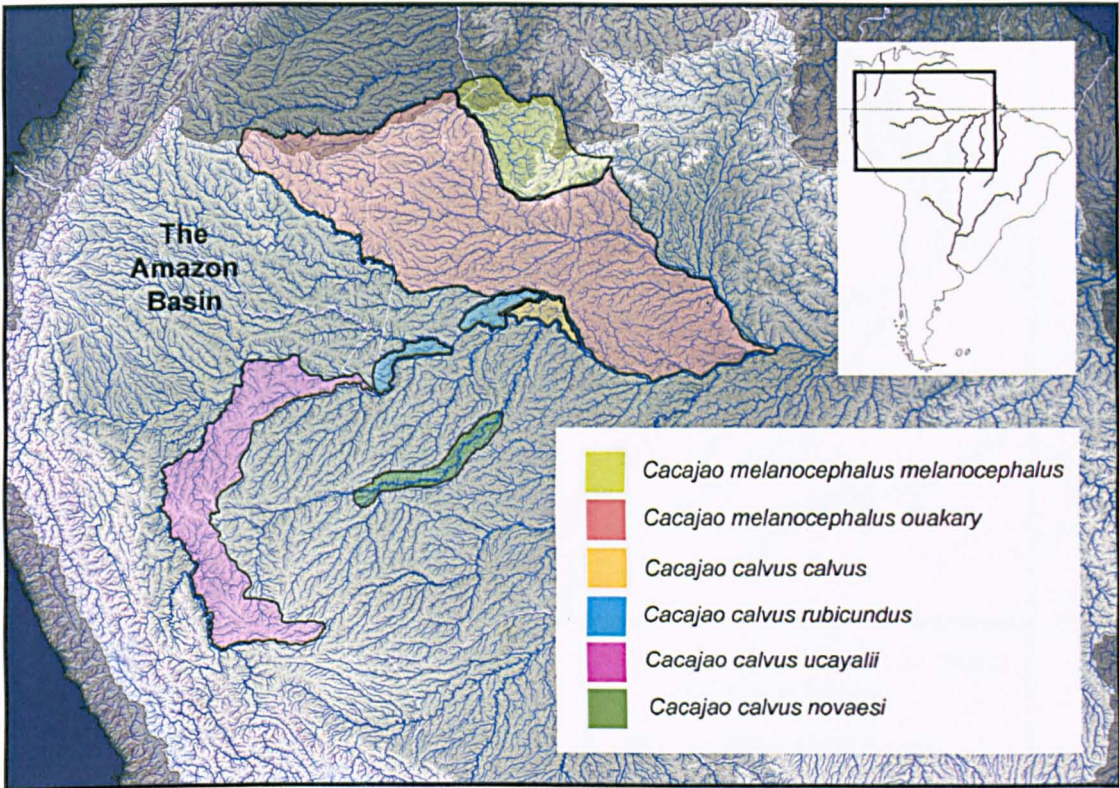 The
Amazon
Basin
Cacajao melanocephalus melanocephalus
Cacajao melanocephalus ouakary
Cacajao calvus calvus
Cacajao calvus rubicundus
Cacajao calvus ucayalii
Cacajao calvus novaesi